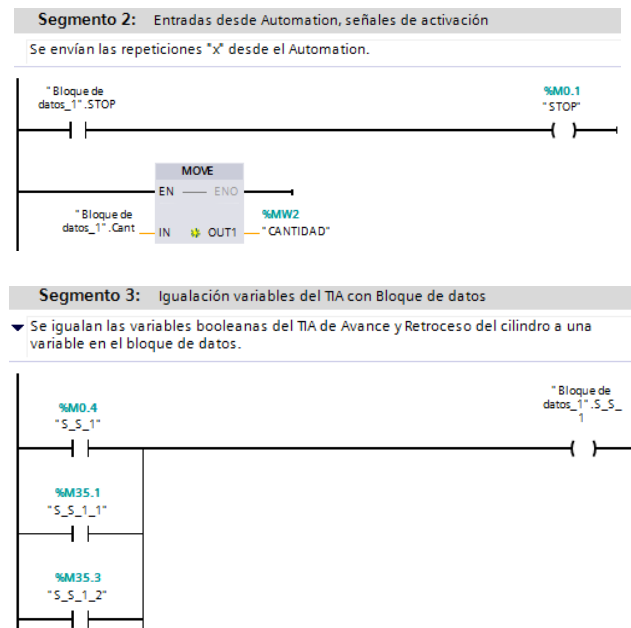 Segmento 2: Entradas desde Automation, señales de activación
Se envían las repeticiones "x" desde el Automation.
"Bloque de
datos_1".STOP
%M0.1
"STOP"
MOVE
EN
ENO
"Bloque de
datos_1".Cant
IN
OUT1
%MW2
"CANTIDAD"
Segmento 3: Igualación variables del TIA con Bloque de datos
Se igualan las variables booleanas del TIA de Avance y Retroceso del cilindro a una
variable en el bloque de datos.
%M0.4
"S_S_1"
"Bloque de
datos_1".S_S_
1
%M35.1
"S_S_1_1"
%M35.3
"S_S_1_2"